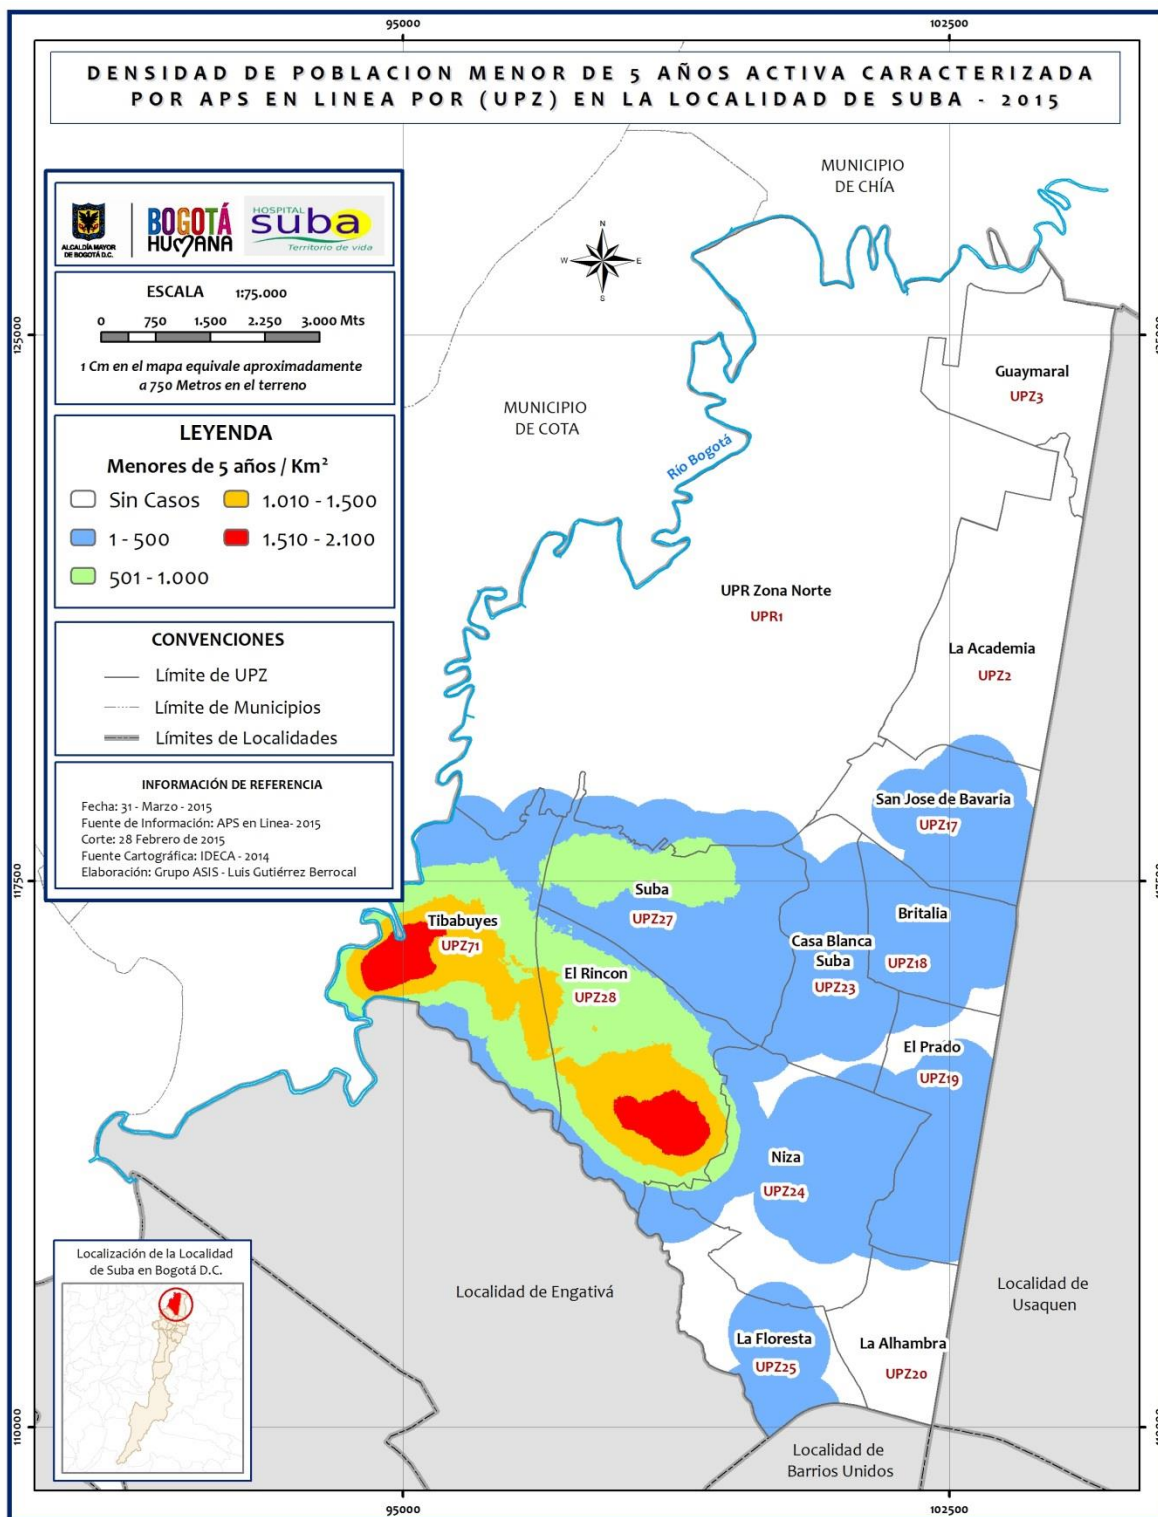 95000
102500
DENSIDAD DE POBLACION MENOR DE 5 AÑOS ACTIVA CARACTERIZADA
POR APS EN LINEA POR (UPZ) EN LA LOCALIDAD DE SUBA - 2015
ALCALDÍA MAYOR
DE BOGOTÁ D.C.
BOGOTÁ
HUMANA
HOSPITAL
suba
Territorio de vida
ESCALA 1:75.000
0 750 1.500 2.250 3.000 Mts
1 Cm en el mapa equivale aproximadamente
a 750 Metros en el terreno
LEYENDA
Menores de 5 años / Km²
Sin Casos
1.010 - 1.500
1 - 500
1.510 - 2.100
501 - 1.000
CONVENCIONES
Límite de UPZ
Límite de Municipios
Límites de Localidades
INFORMACIÓN DE REFERENCIA
Fecha: 31 - Marzo - 2015
Fuente de Información: APS en Linea- 2015
Corte: 28 Febrero de 2015
Fuente Cartográfica: IDECA - 2014
Elaboración: Grupo ASIS - Luis Gutiérrez Berrocal
MUNICIPIO
DE CHÍA
N
W
E
S
125000
125000
Guaymaral
UPZ3
MUNICIPIO
DE COTA
Río Bogotá
UPR Zona Norte
UPR1
La Academia
UPZ2
San Jose de Bavaria
UPZ17
117500
117500
Suba
UPZ27
Britalia
UPZ18
Tibabuyes
UPZ71
Casa Blanca
Suba
UPZ23
El Rincon
UPZ28
El Prado
UPZ19
Niza
UPZ24
Localización de la Localidad
de Suba en Bogotá D.C.
Localidad de Engativá
Localidad de
Usaquen
La Floresta
UPZ25
La Alhambra
UPZ20
110000
110000
Localidad de
Barrios Unidos
95000
102500